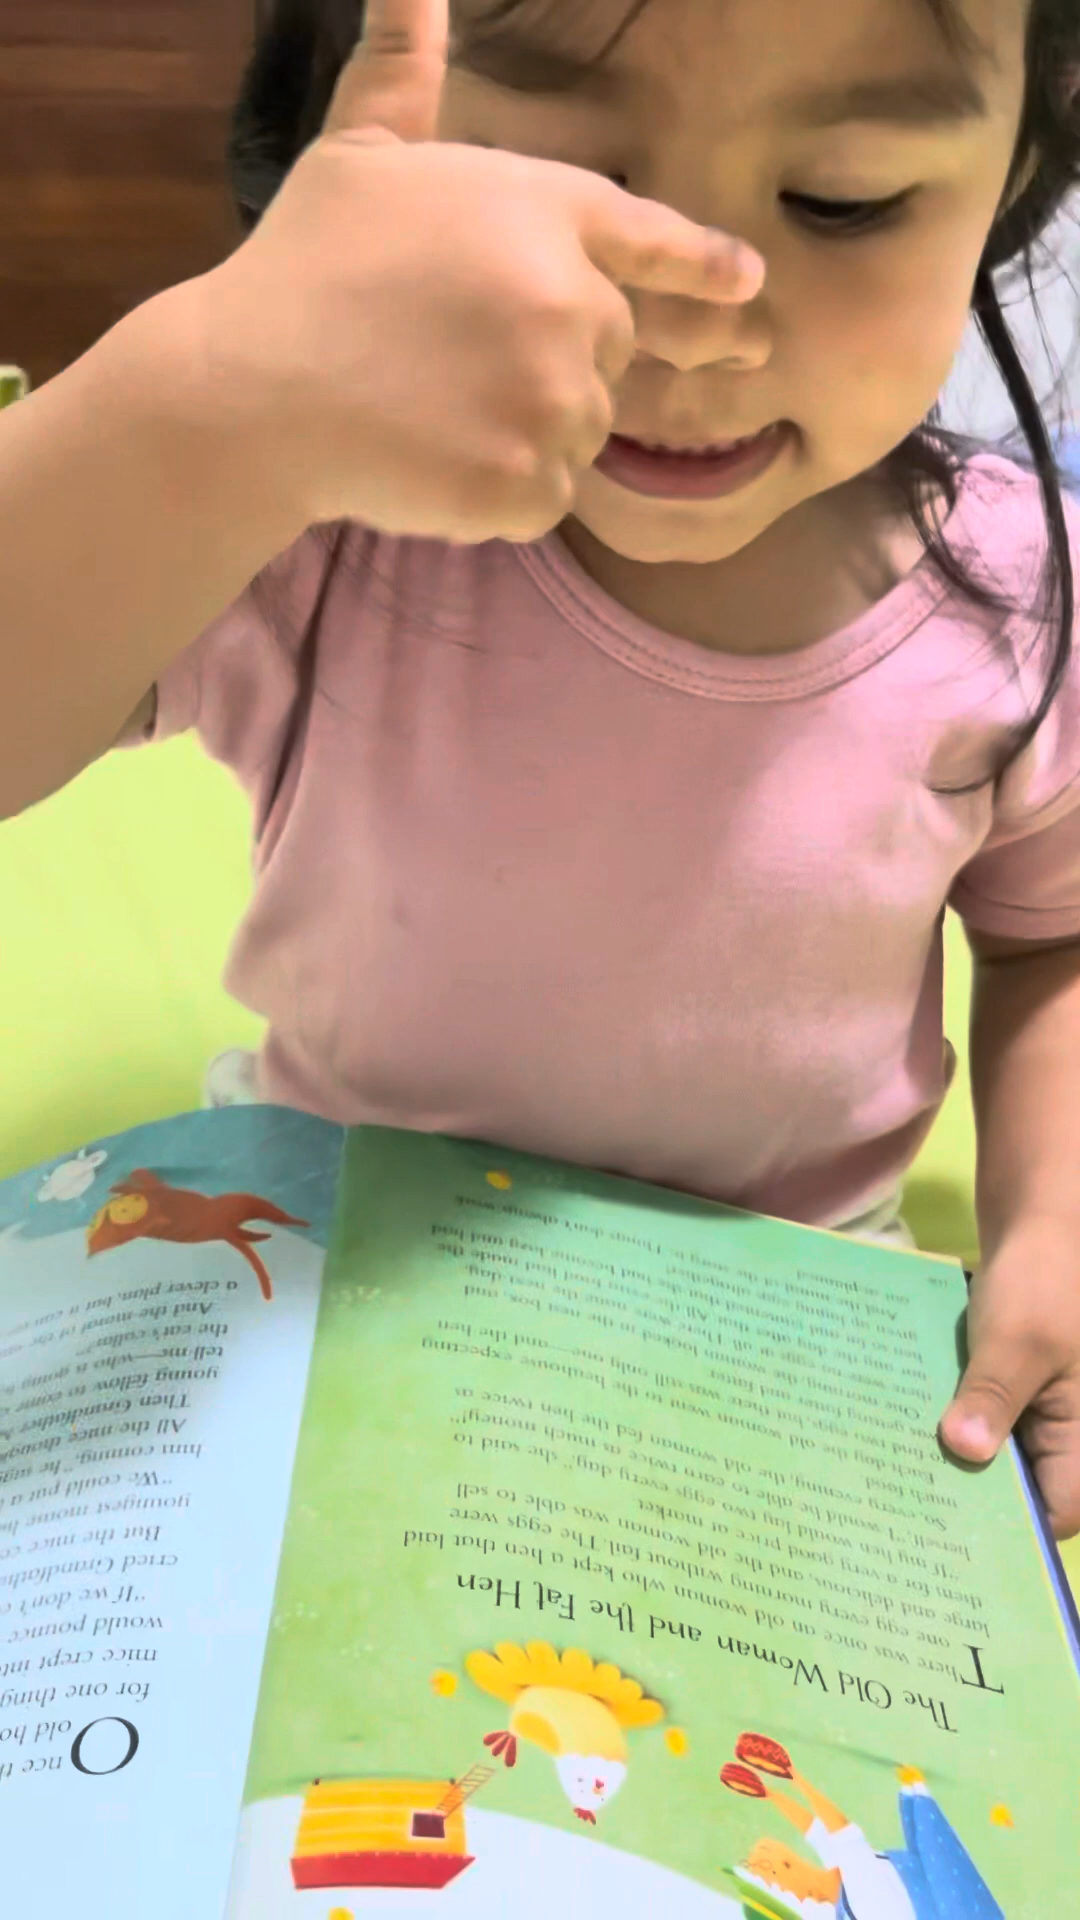 The Old Woman and the Fat Hen
There was once an old woman who kept a hen that laid
one egg every morning without fail. The eggs were
large and delicious, and the old woman was able to sell
them for a very good price at market.
"If my hen would lay two eggs every day," she said to
herself, "I would be able to earn twice as much money!"
So, every evening, the old woman fed the hen twice as
much food.
Each day the old woman went to the henhouse expecting
to find two eggs, but there was still only one—and the hen
was getting fatter and fatter.
One morning, the woman looked in the nest box, and
there were no eggs at all. There were none the next day,
nor any the day after that. All the extra food had made the
hen so fat and contented that she had become lazy and had
given up laying eggs altogether!
And the moral of the story is: Things don't always work
out as planned.
Once
old
for one thing
mice crept
would pounce
"If we don't
cried
But the mice
youngest mouse
"We could put a
him coming," he
All the mice
Then Grandfather
young fellow
tell me—who is going
the cat's collar?"
And the moral of the
a clever plan, but it can